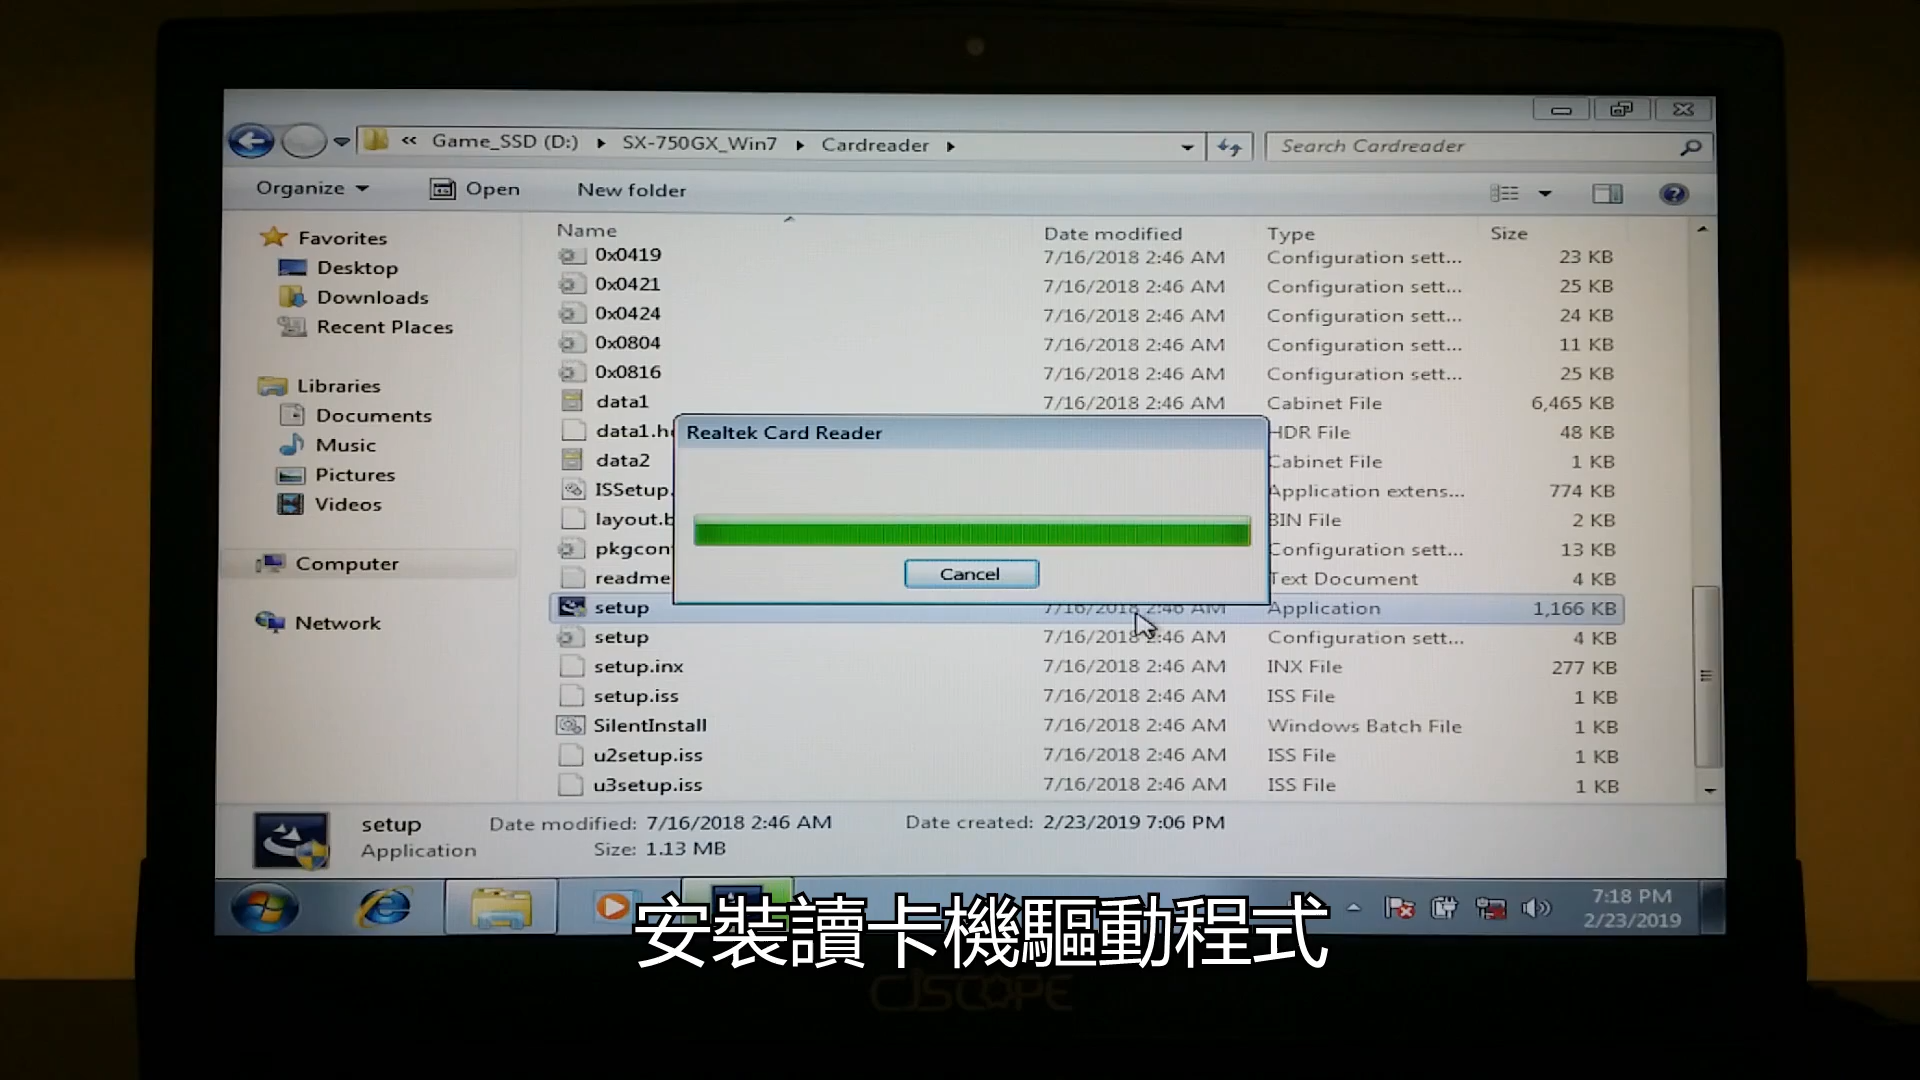 « Game_SSD (D:) ▸ SX-750GX_Win7 ▸ Cardreader ▸
Search Cardreader
Organize
Open
New folder
Favorites
Desktop
Downloads
Recent Places
Libraries
Documents
Music
Pictures
Videos
Computer
Network
Name Date modified Type Size
0x0419 7/16/2018 2:46 AM Configuration sett... 23 KB
0x0421 7/16/2018 2:46 AM Configuration sett... 25 KB
0x0424 7/16/2018 2:46 AM Configuration sett... 24 KB
0x0804 7/16/2018 2:46 AM Configuration sett... 11 KB
0x0816 7/16/2018 2:46 AM Configuration sett... 25 KB
data1 7/16/2018 2:46 AM Cabinet File 6,465 KB
data1.h HDR File 48 KB
data2 Cabinet File 1 KB
ISSetup. Application extens... 774 KB
layout.b BIN File 2 KB
pkgcon Configuration sett... 13 KB
readme Text Document 4 KB
setup 7/16/2018 2:46 AM Application 1,166 KB
setup 7/16/2018 2:46 AM Configuration sett... 4 KB
setup.inx 7/16/2018 2:46 AM INX File 277 KB
setup.iss 7/16/2018 2:46 AM ISS File 1 KB
SilentInstall 7/16/2018 2:46 AM Windows Batch File 1 KB
u2setup.iss 7/16/2018 2:46 AM ISS File 1 KB
u3setup.iss 7/16/2018 2:46 AM ISS File 1 KB
Realtek Card Reader
Cancel
setup Date modified: 7/16/2018 2:46 AM Date created: 2/23/2019 7:06 PM
Application Size: 1.13 MB
7:18 PM
2/23/2019
安裝讀卡機驅動程式
CJSCOPE